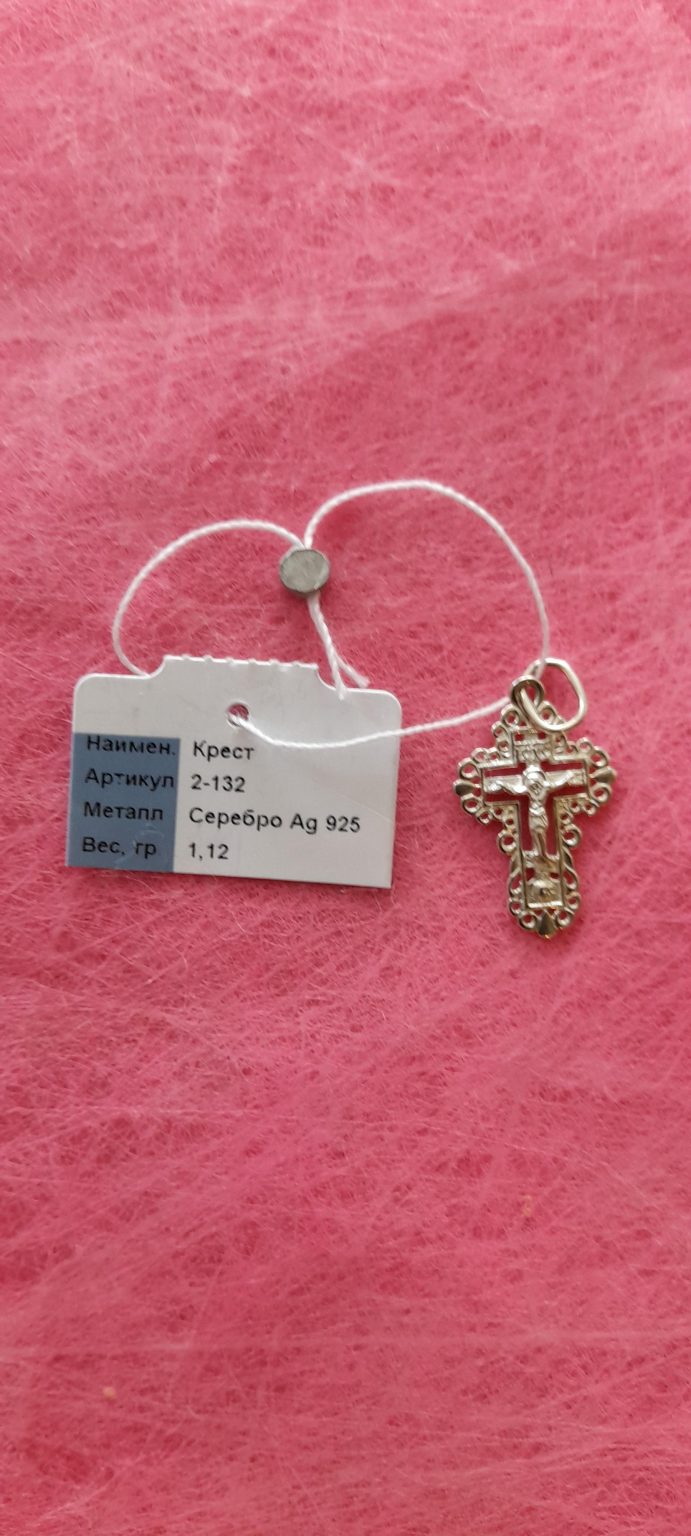 Наимен. Крест
Артикул 2-132
Металл Серебро Ag 925
Вес, гр 1,12